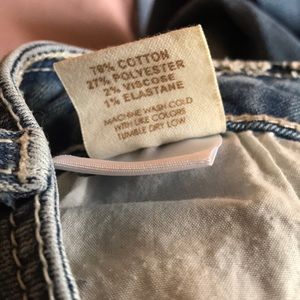 70% COTTON
27% POLYESTER
2% VISCOSE
1% ELASTANE
MACHINE WASH COLD
WITH LIKE COLORS
TUMBLE DRY LOW